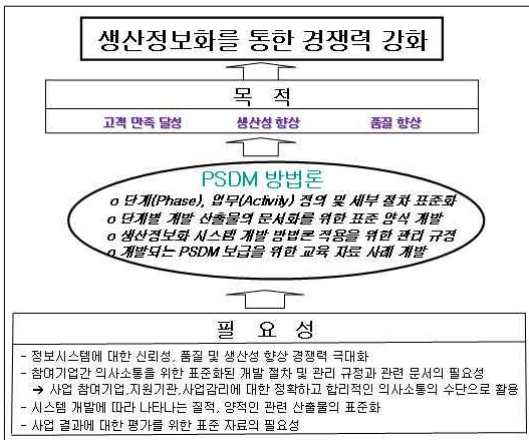 생산정보화를 통한 경쟁력 강화
목 적
고객 만족 달성 생산성 향상 품질 향상
PSDM 방법론
o 단계(Phase), 업무(Activity) 정의 및 세부 절차 표준화
o 단계별 개발 산출물의 문서화를 위한 표준 양식 개발
o 생산정보화 시스템 개발 방법론 적용을 위한 관리 규정
o 개발되는 PSDM 보급을 위한 교육 자료 사례 개발
필 요 성
- 정보시스템에 대한 신뢰성, 품질 및 생산성 향상 경쟁력 극대화
- 참여기업간 의사소통을 위한 표준화된 개발 절차 및 관리 규정과 관련 문서의 필요성
→ 사업 참여기업,지원기관,사업감리에 대한 정확하고 합리적인 의사소통의 수단으로 활용
- 시스템 개발에 따라 나타나는 질적, 양적인 관련 산출물의 표준화
- 사업 결과에 대한 평가를 위한 표준 자료의 필요성